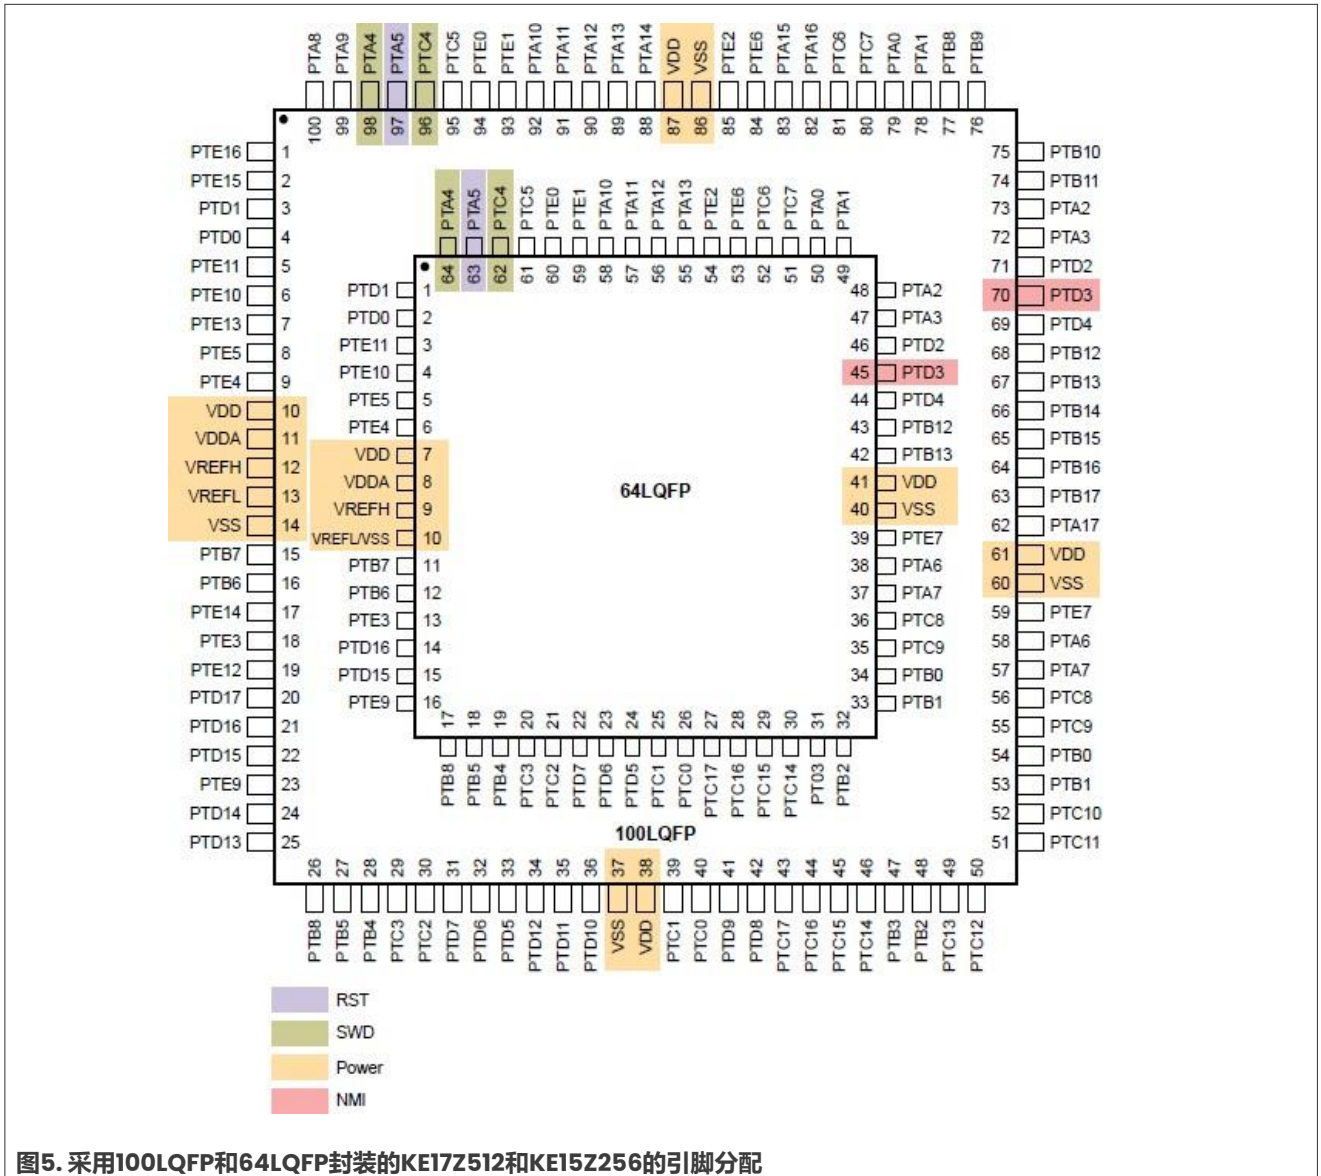 PTA8 PTA9 PTA4 PTA5 PTC4 PTC5 PTE0 PTE1 PTA10 PTA11 PTA12 PTA13 PTA14 VDD VSS PTE2 PTE6 PTA15 PTA16 PTC6 PTC7 PTA0 PTA1 PTB8 PTB9
100 99 98 97 96 95 94 93 92 91 90 89 88 87 86 85 84 83 82 81 80 79 78 77 76
PTE16 1
PTE15 2
PTD1 3
PTD0 4
PTE11 5
PTE10 6
PTE13 7
PTE5 8
PTE4 9
VDD 10
VDDA 11
VREFH 12
VREFL 13
VSS 14
PTB7 15
PTB6 16
PTE14 17
PTE3 18
PTE12 19
PTD17 20
PTD16 21
PTD15 22
PTE9 23
PTD14 24
PTD13 25
75 PTB10
74 PTB11
73 PTA2
72 PTA3
71 PTD2
70 PTD3
69 PTD4
68 PTB12
67 PTB13
66 PTB14
65 PTB15
64 PTB16
63 PTB17
62 PTA17
61 VDD
60 VSS
59 PTE7
58 PTA6
57 PTA7
56 PTC8
55 PTC9
54 PTB0
53 PTB1
52 PTC10
51 PTC11
PTA4 PTA5 PTC4 PTC5 PTE0 PTE1 PTA10 PTA11 PTA12 PTA13 PTE2 PTE6 PTC6 PTC7 PTA0 PTA1
64 63 62 61 60 59 58 57 56 55 54 53 52 51 50 49
PTD1 1
PTD0 2
PTE11 3
PTE10 4
PTE5 5
PTE4 6
VDD 7
VDDA 8
VREFH 9
VREFL/VSS 10
PTB7 11
PTB6 12
PTE3 13
PTD16 14
PTD15 15
PTE9 16
64LQFP
48 PTA2
47 PTA3
46 PTD2
45 PTD3
44 PTD4
43 PTB12
42 PTB13
41 VDD
40 VSS
39 PTE7
38 PTA6
37 PTA7
36 PTC8
35 PTC9
34 PTB0
33 PTB1
17 18 19 20 21 22 23 24 25 26 27 28 29 30 31 32
PTB8 PTB5 PTB4 PTC3 PTC2 PTD7 PTD6 PTD5 PTC1 PTC0 PTC17 PTC16 PTC15 PTC14 PT03 PTB2
100LQFP
26 27 28 29 30 31 32 33 34 35 36 37 38 39 40 41 42 43 44 45 46 47 48 49 50
PTB8 PTB5 PTB4 PTC3 PTC2 PTD7 PTD6 PTD5 PTD12 PTD11 PTD10 VSS VDD PTC1 PTC0 PTD9 PTD8 PTC17 PTC16 PTC15 PTC14 PTB3 PTB2 PTC13 PTC12
RST
SWD
Power
NMI
图5. 采用100LQFP和64LQFP封装的KE17Z512和KE15Z256的引脚分配